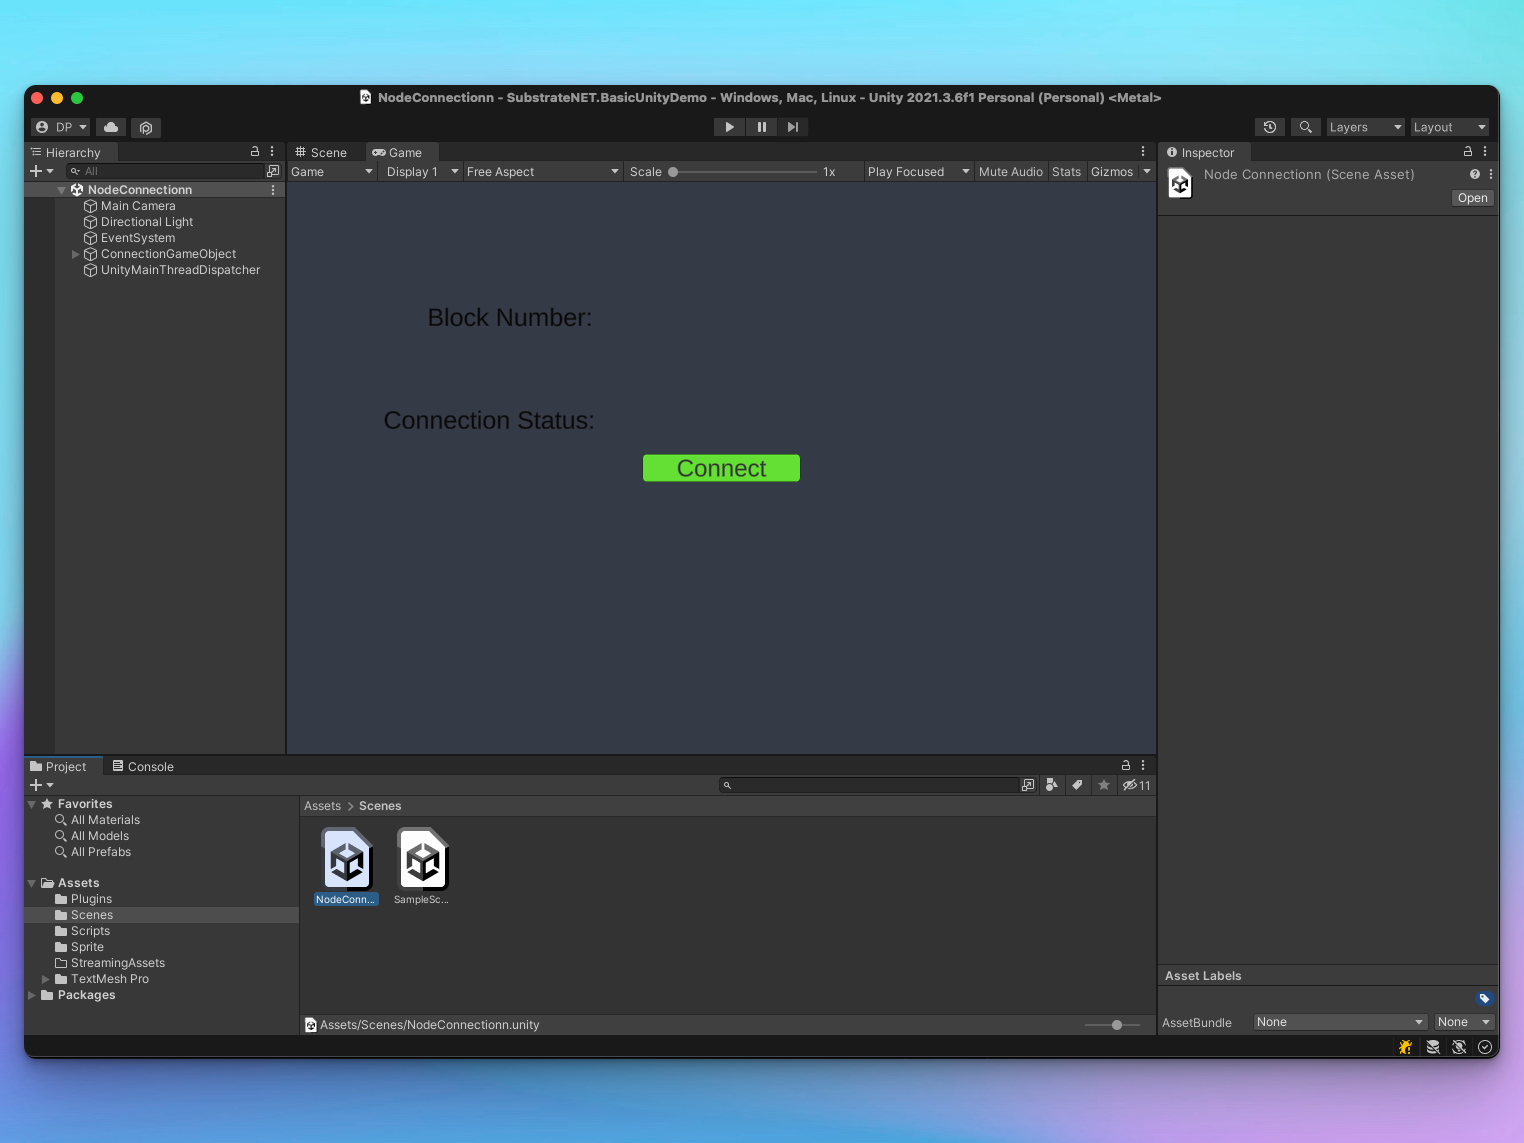 NodeConnectionn - SubstrateNET.BasicUnityDemo - Windows, Mac, Linux - Unity 2021.3.6f1 Personal (Personal) <Metal>
DP
Layers
Layout
Hierarchy
All
NodeConnectionn
Main Camera
Directional Light
EventSystem
ConnectionGameObject
UnityMainThreadDispatcher
Scene
Game
Game
Display 1
Free Aspect
Scale
1x
Play Focused
Mute Audio
Stats
Gizmos
Block Number:
Connection Status:
Connect
Inspector
Node Connectionn (Scene Asset)
Open
Project
Console
11
Favorites
All Materials
All Models
All Prefabs
Assets
Plugins
Scenes
Scripts
Sprite
StreamingAssets
TextMesh Pro
Packages
Assets > Scenes
NodeConn...
SampleSc...
Assets/Scenes/NodeConnectionn.unity
Asset Labels
AssetBundle
None
None